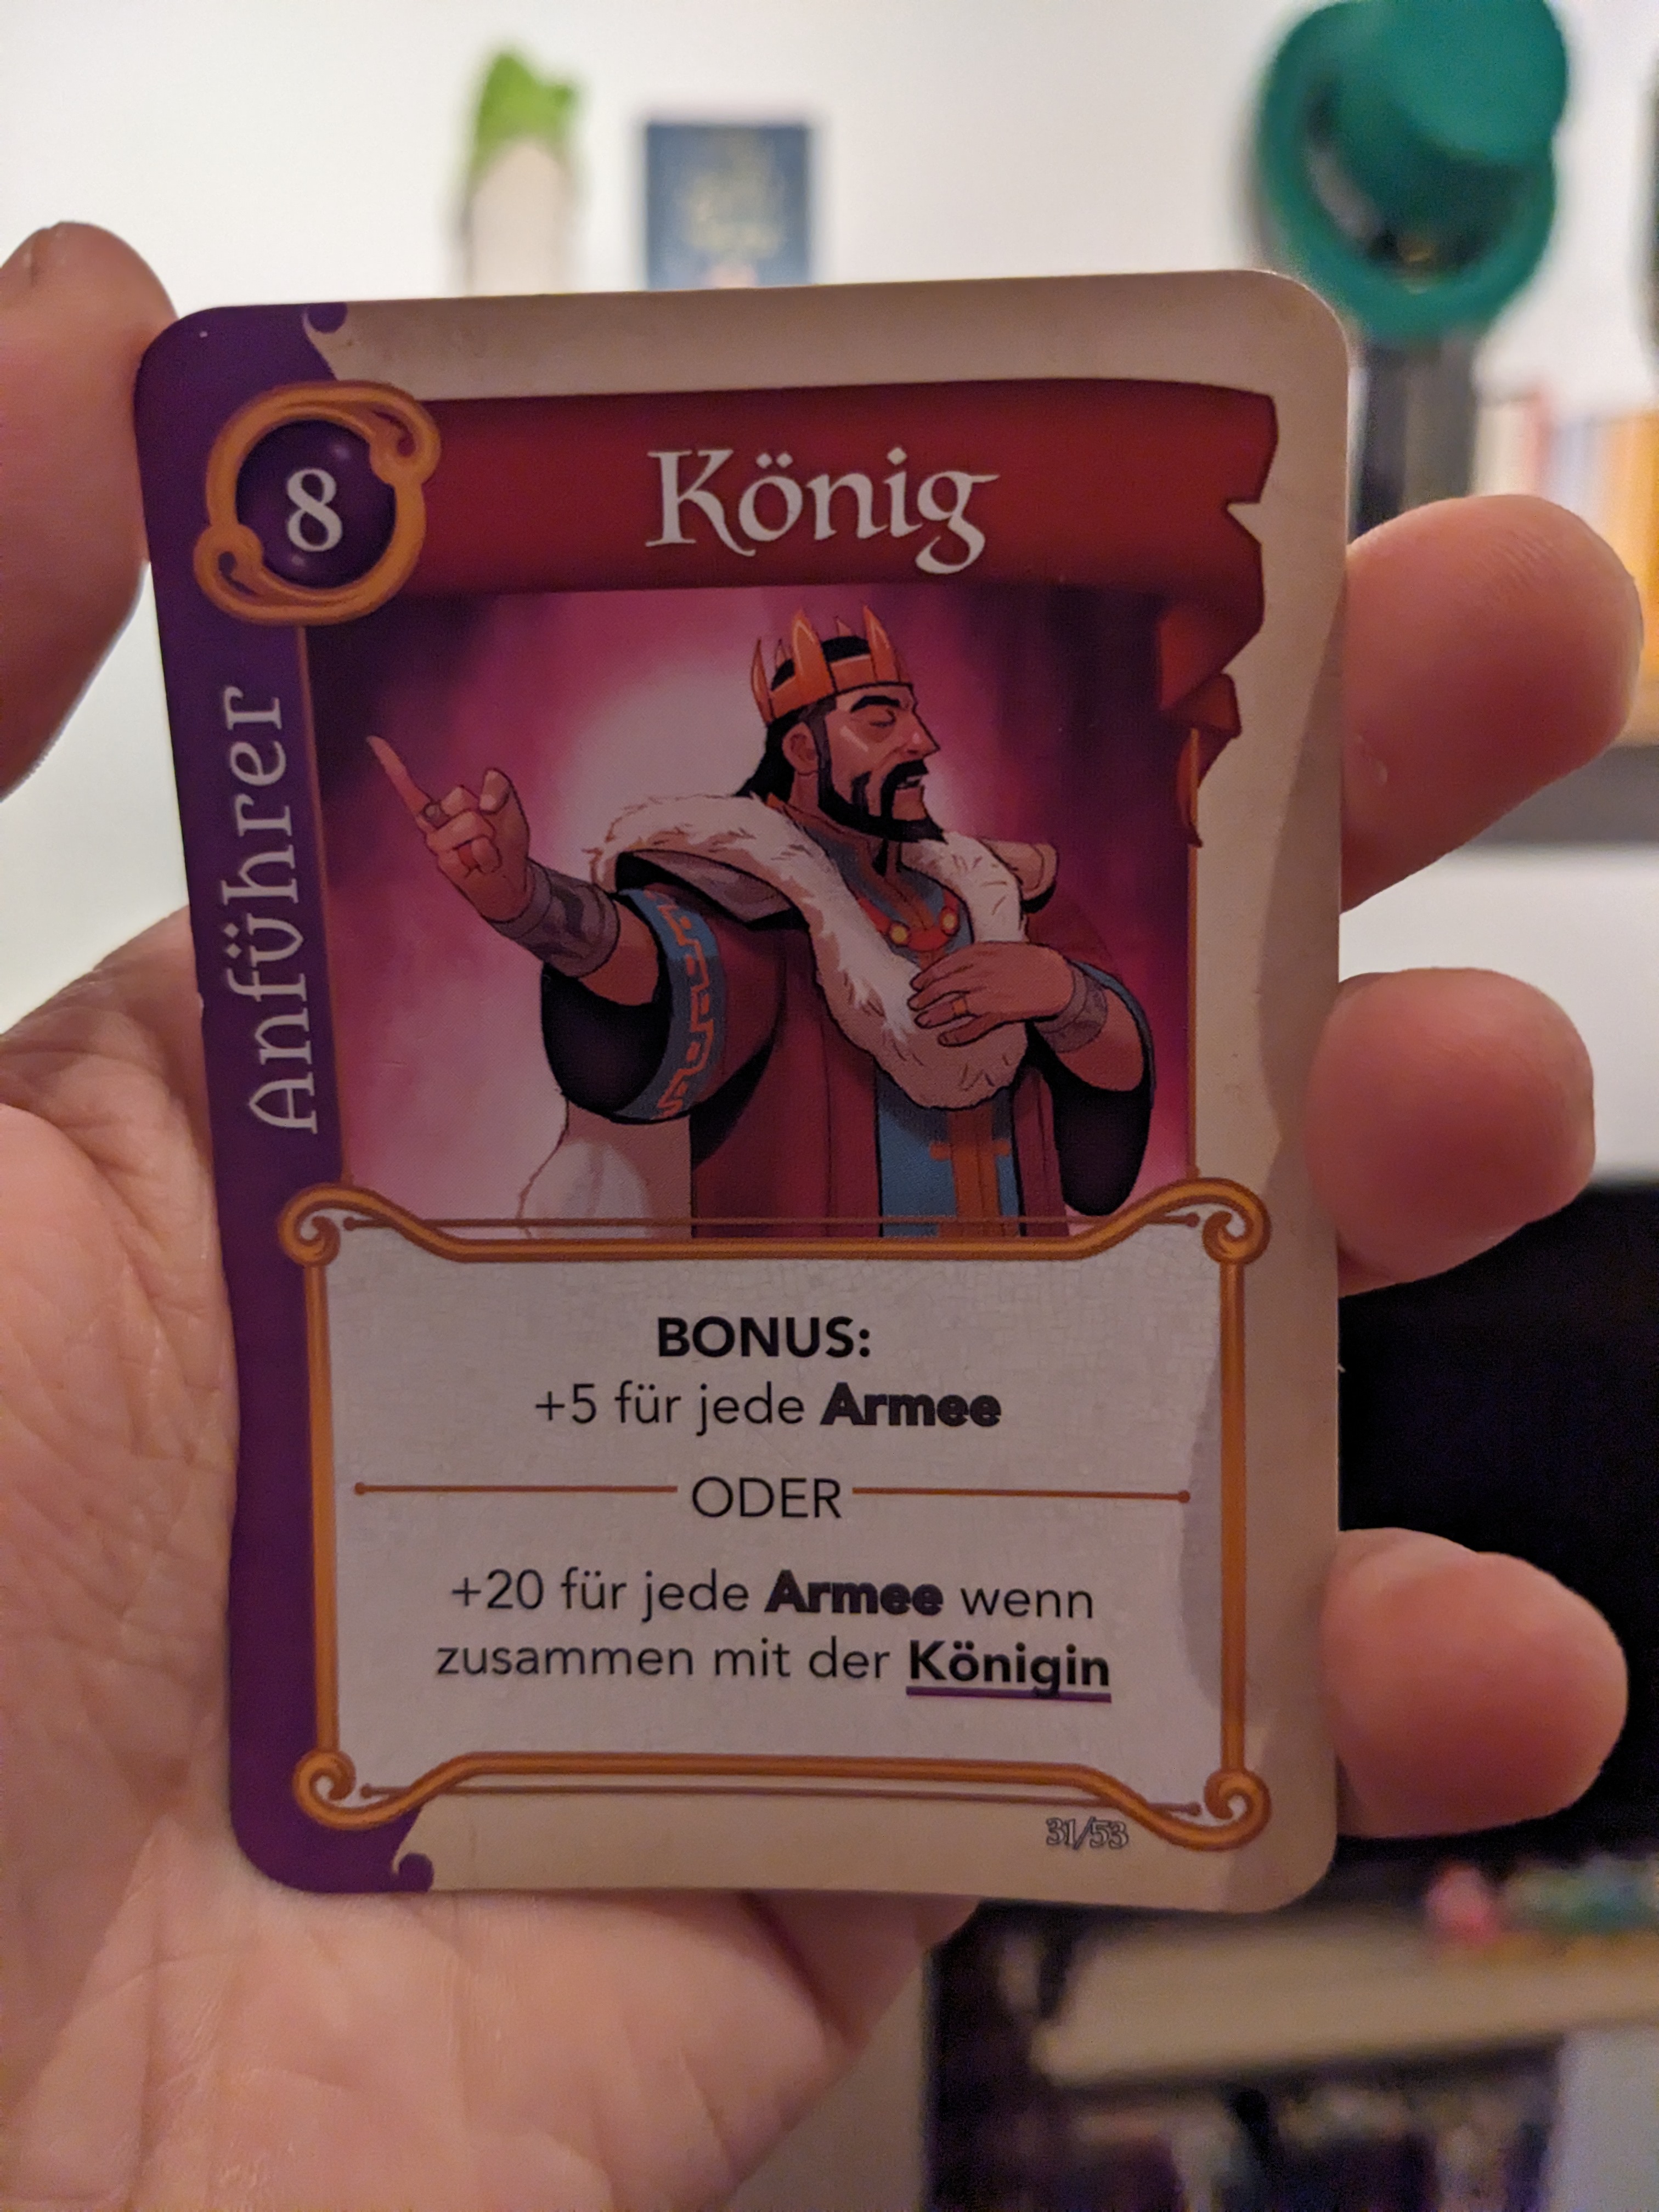 8
König
Anführer
BONUS:
+5 für jede Armee
ODER
+20 für jede Armee wenn
zusammen mit der Königin
31/53